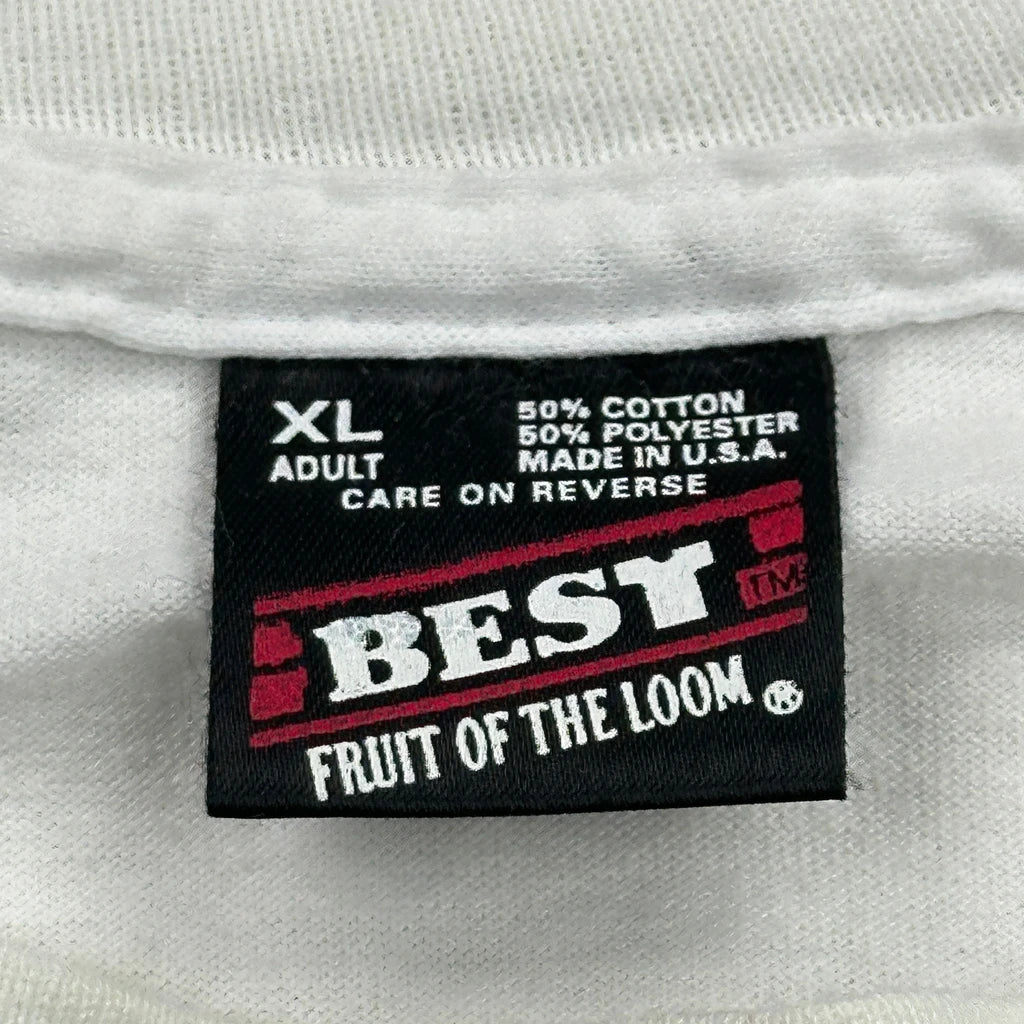 XL
ADULT
50% COTTON
50% POLYESTER
MADE IN U.S.A.
CARE ON REVERSE
BEST
TM
FRUIT OF THE LOOM ®